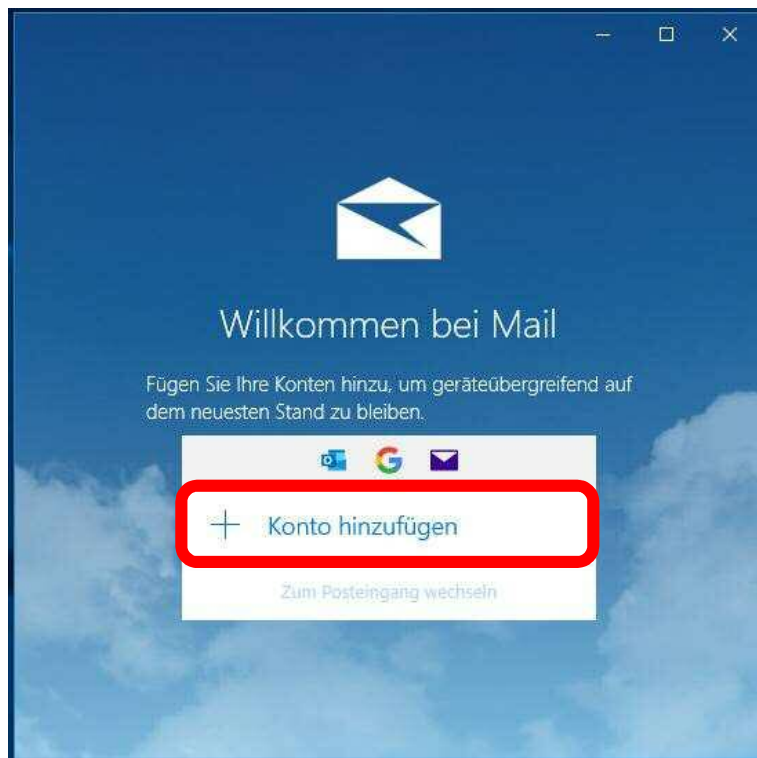 Willkommen bei Mail
Fügen Sie Ihre Konten hinzu, um geräteübergreifend auf
dem neuesten Stand zu bleiben.
Konto hinzufügen
Zum Posteingang wechseln